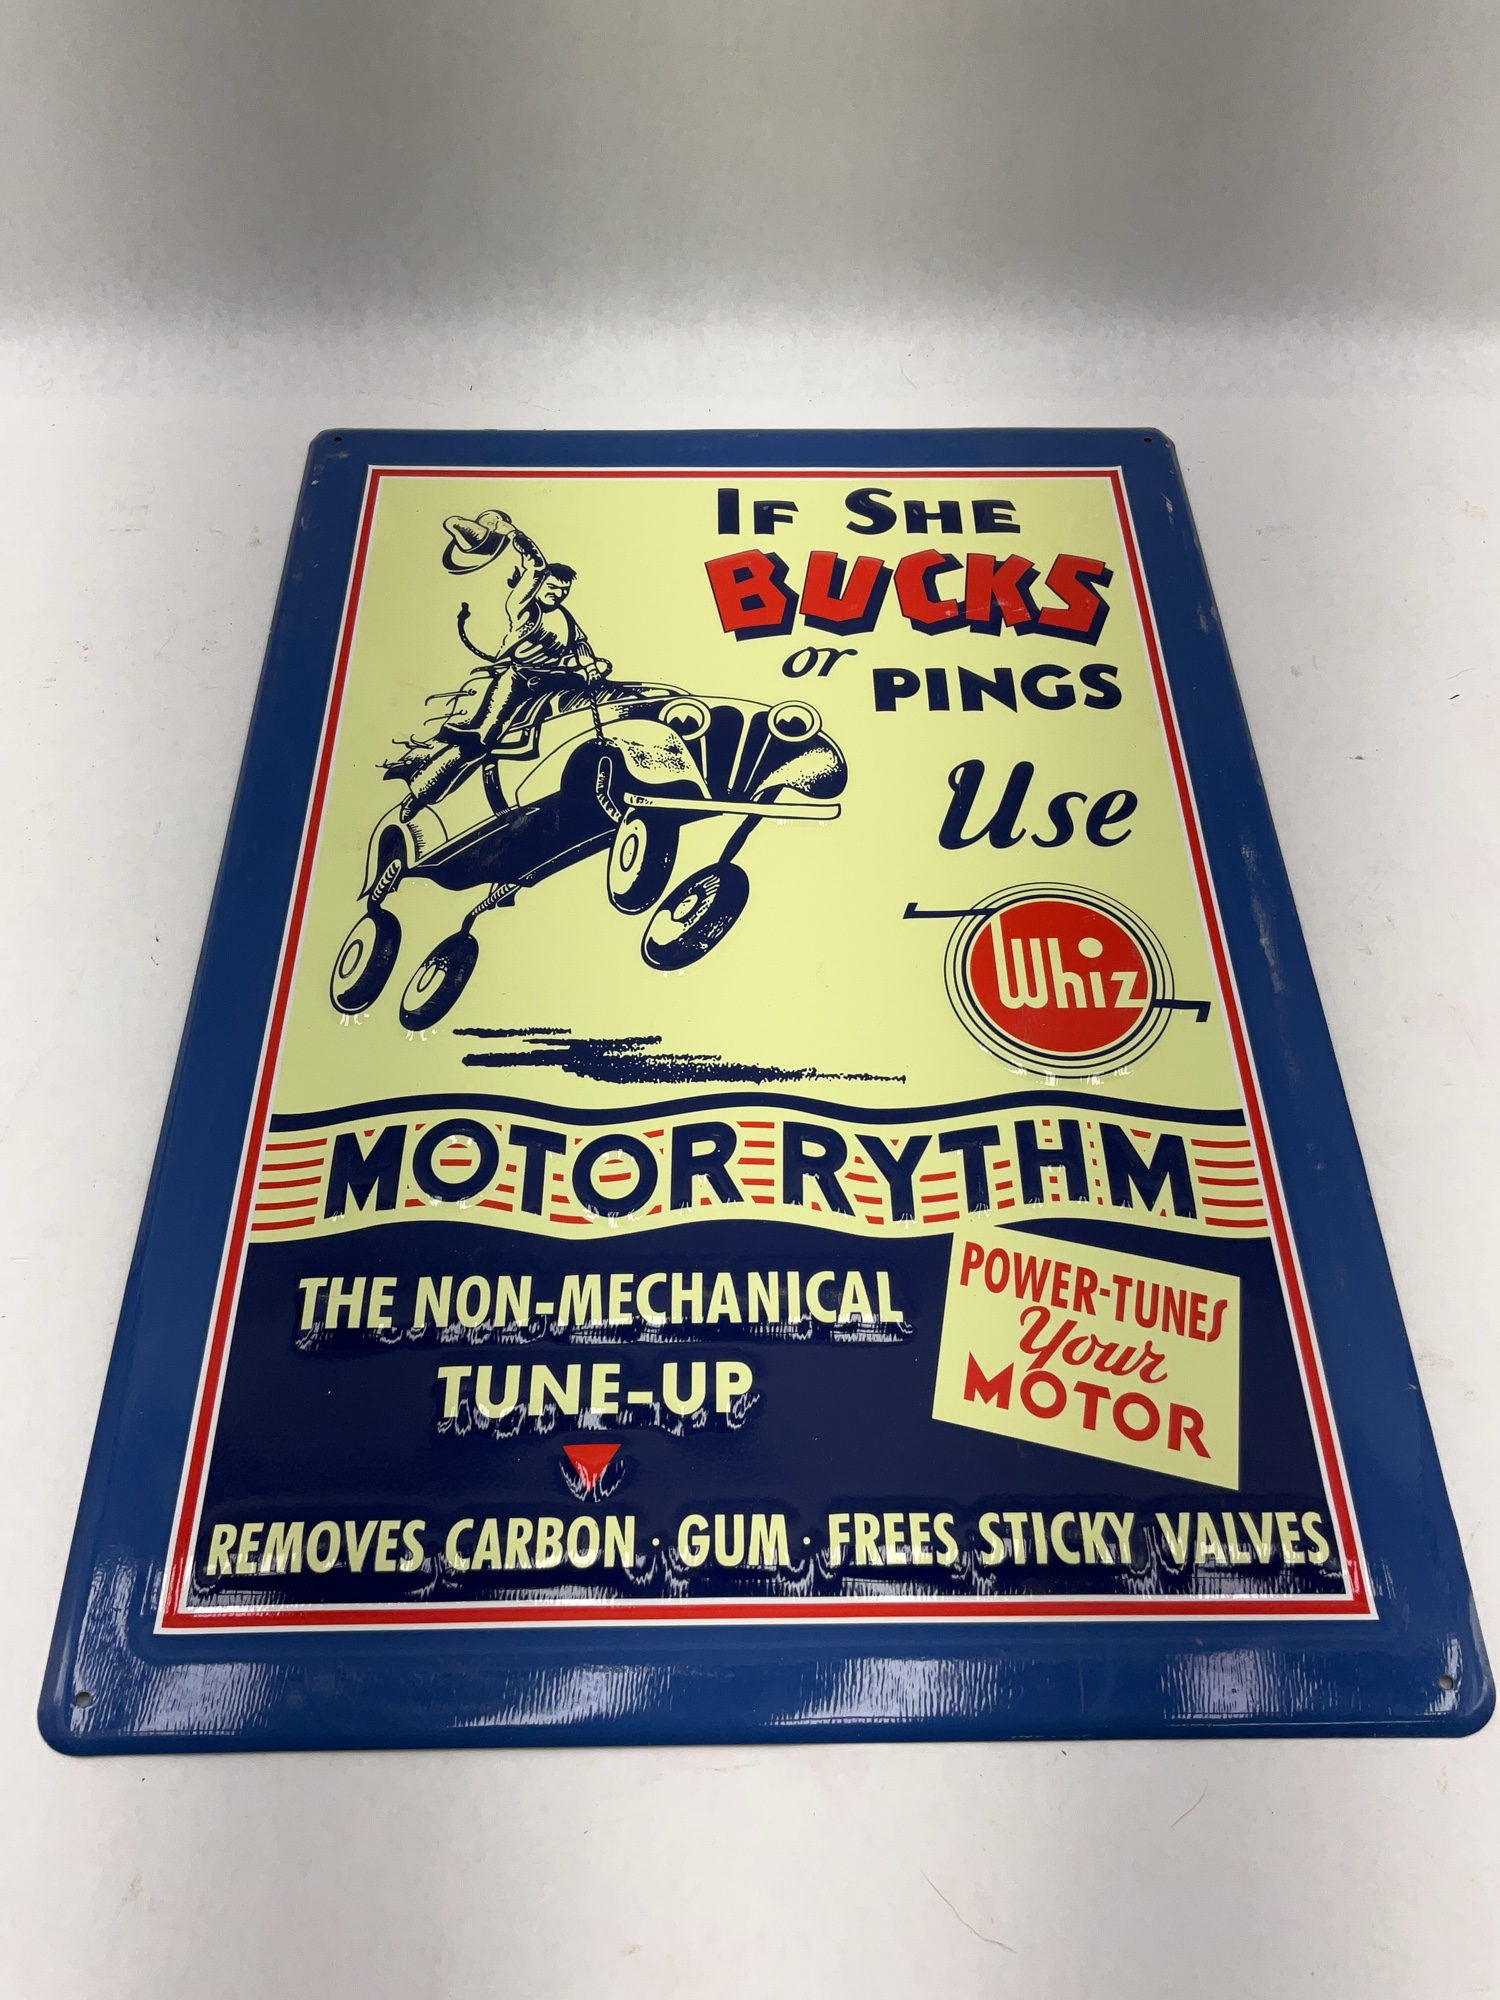 IF SHE
BUCKS
or PINGS
Use
Whiz
MOTOR RYTHM
THE NON-MECHANICAL
TUNE-UP
POWER-TUNES
Your
MOTOR
REMOVES CARBON · GUM · FREES STICKY VALVES